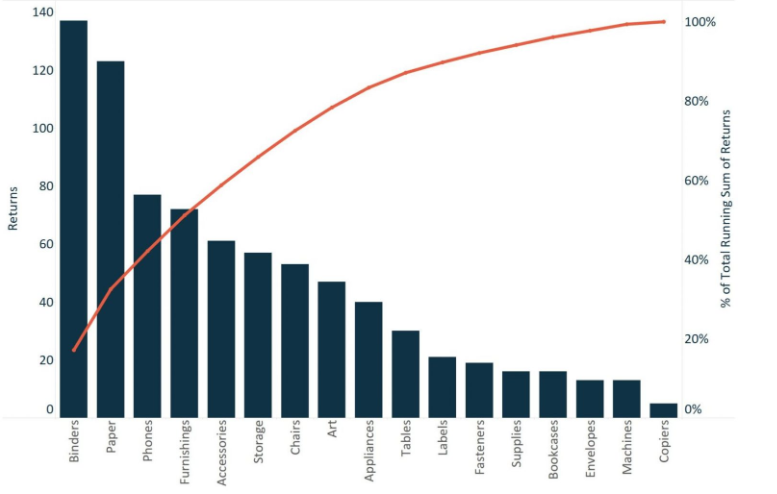 Returns
140
120
100
80
60
40
20
0
100%
80%
60%
40%
20%
0%
% of Total Running Sum of Returns
Binders
Paper
Phones
Furnishings
Accessories
Storage
Chairs
Art
Appliances
Tables
Labels
Fasteners
Supplies
Bookcases
Envelopes
Machines
Copiers